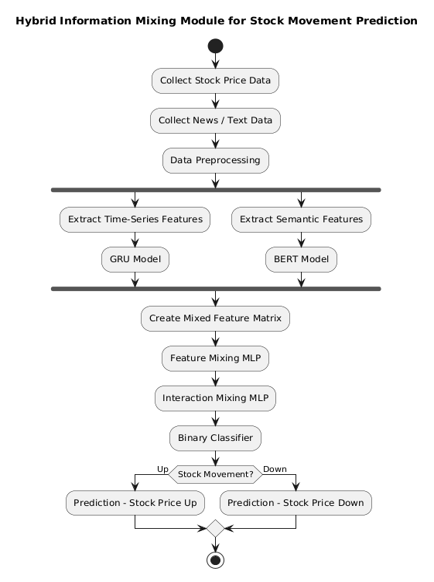 Hybrid Information Mixing Module for Stock Movement Prediction
Collect Stock Price Data
Collect News / Text Data
Data Preprocessing
Extract Time-Series Features
Extract Semantic Features
GRU Model
BERT Model
Create Mixed Feature Matrix
Feature Mixing MLP
Interaction Mixing MLP
Binary Classifier
Up
Stock Movement?
Down
Prediction - Stock Price Up
Prediction - Stock Price Down